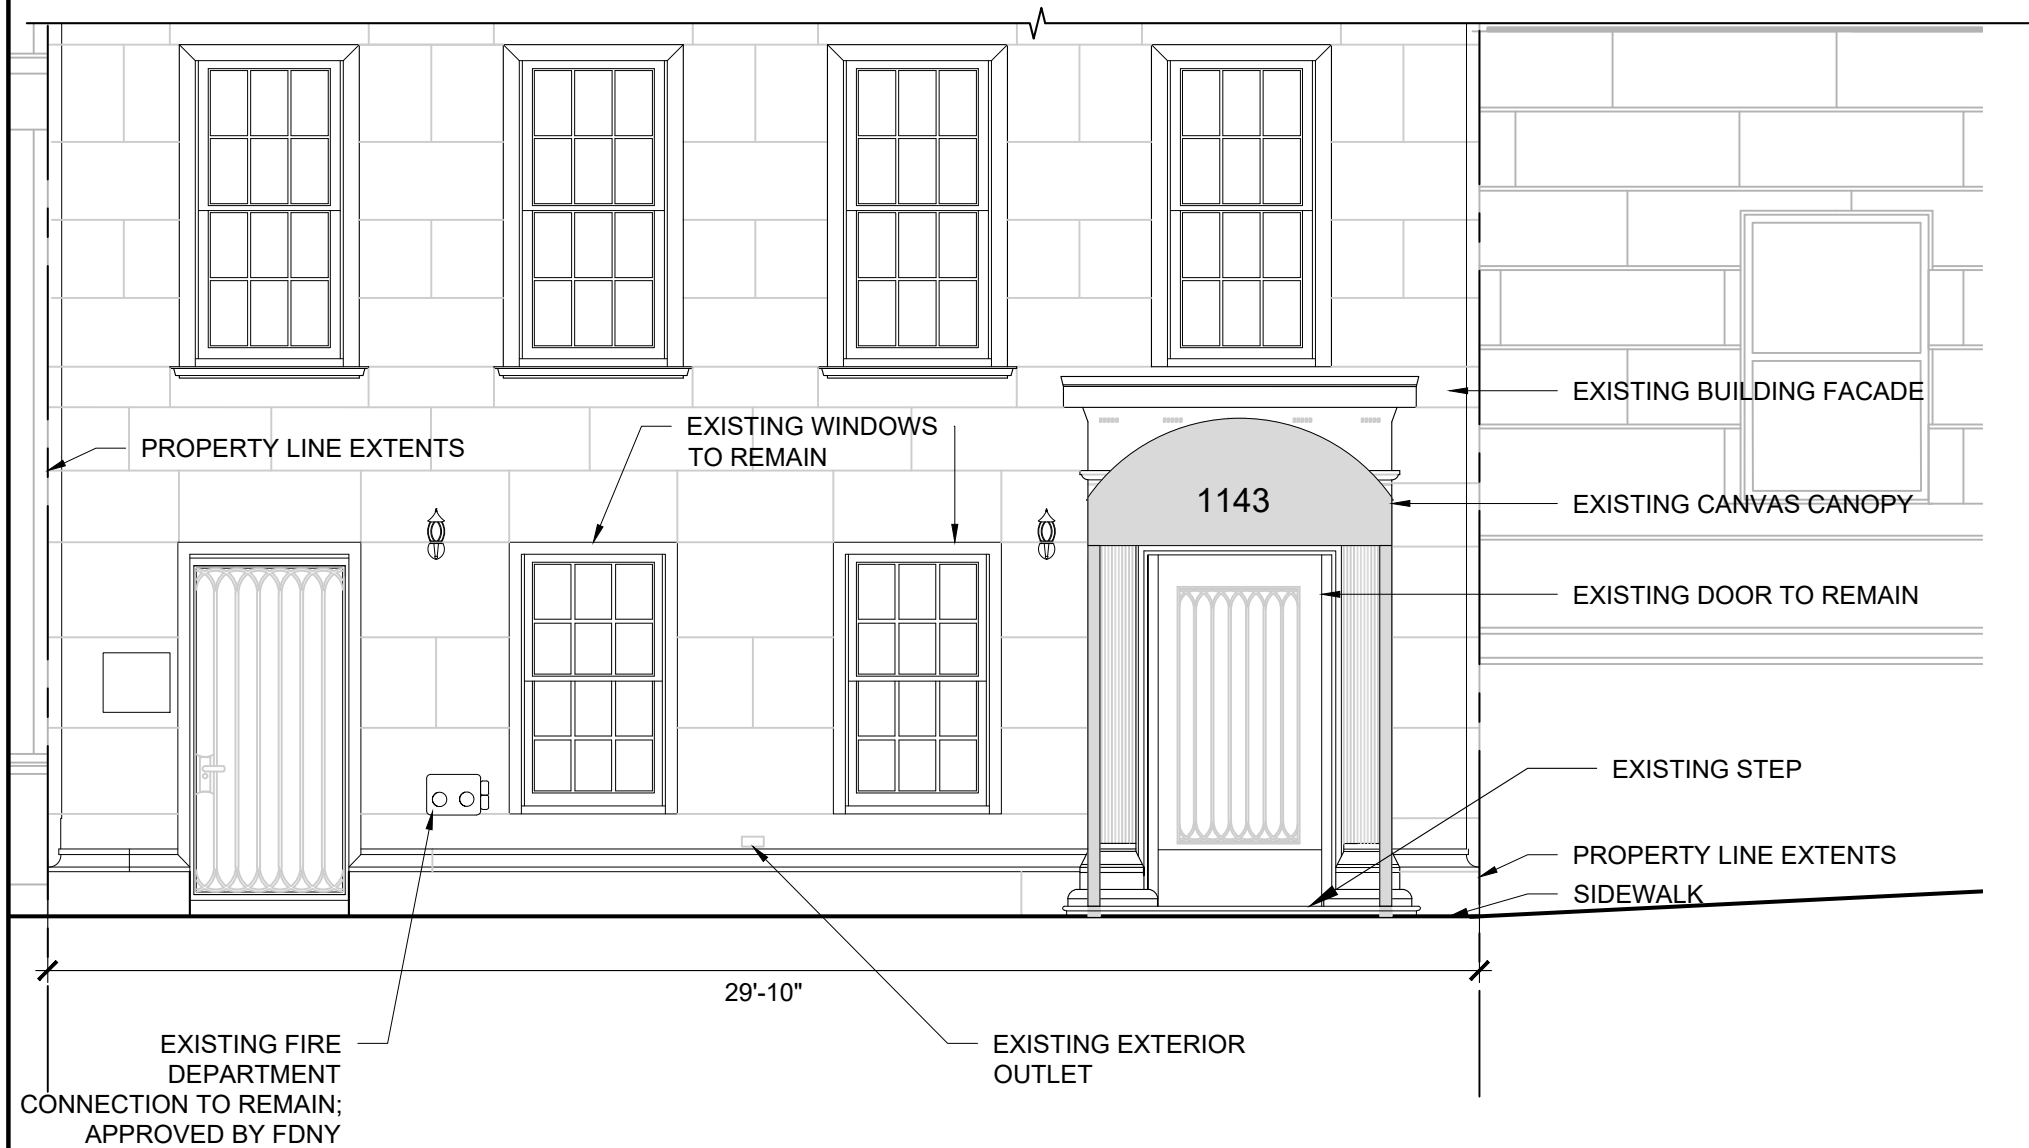 EXISTING BUILDING FACADE
EXISTING WINDOWS
TO REMAIN
PROPERTY LINE EXTENTS
1143
EXISTING CANVAS CANOPY
EXISTING DOOR TO REMAIN
EXISTING STEP
PROPERTY LINE EXTENTS
SIDEWALK
29'-10"
EXISTING FIRE
DEPARTMENT
CONNECTION TO REMAIN;
APPROVED BY FDNY
EXISTING EXTERIOR
OUTLET